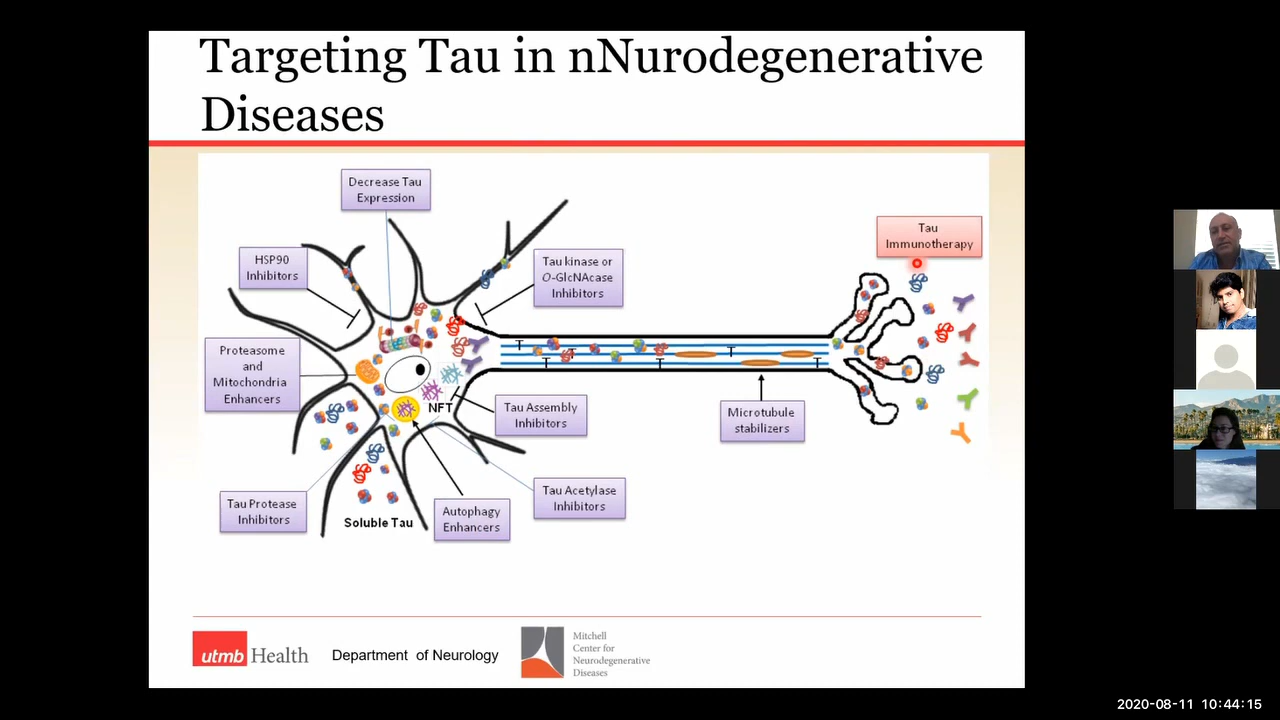 Targeting Tau in nNurodegenerative
Diseases
Decrease Tau
Expression
HSP90
Inhibitors
Tau kinase or
O-GlcNAcase
Inhibitors
Tau
Immunotherapy
Proteasome
and
Mitochondria
Enhancers
T
T
T
T
T
NFT
Tau Assembly
Inhibitors
Microtubule
stabilizers
Tau Protease
Inhibitors
Soluble Tau
Autophagy
Enhancers
Tau Acetylase
Inhibitors
utmb Health
Department of Neurology
Mitchell
Center for
Neurodegenerative
Diseases
2020-08-11 10:44:15